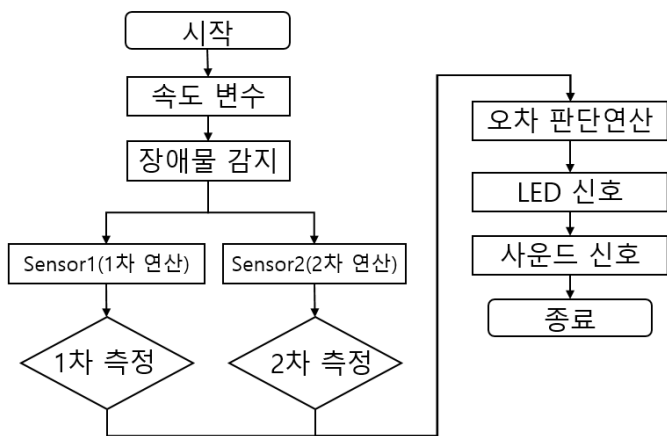 시작
속도 변수
장애물 감지
Sensor1(1차 연산)
Sensor2(2차 연산)
1차 측정
2차 측정
오차 판단연산
LED 신호
사운드 신호
종료